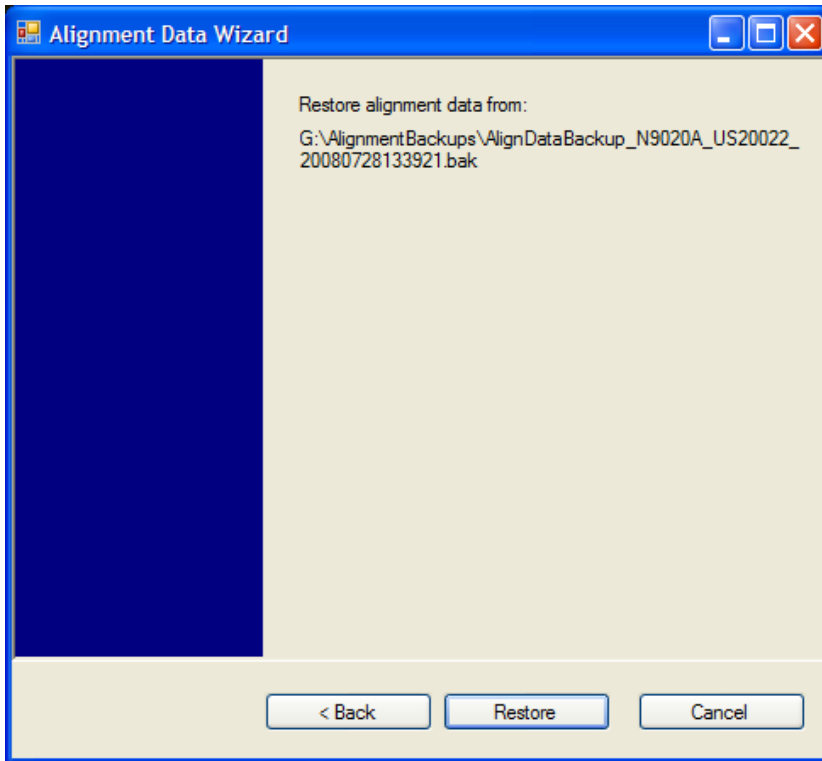 Alignment Data Wizard
Restore alignment data from:
G:\AlignmentBackups\AlignDataBackup_N9020A_US20022_
20080728133921.bak
< Back
Restore
Cancel